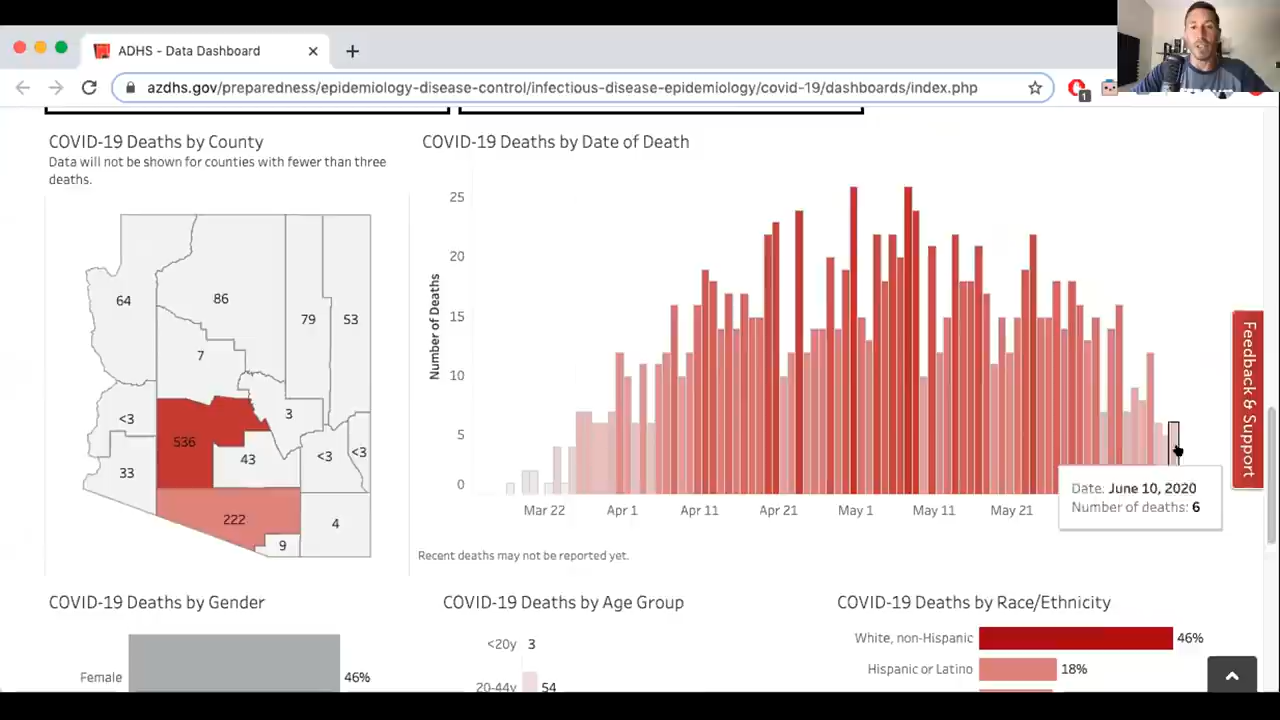 ADHS - Data Dashboard
azdhs.gov/preparedness/epidemiology-disease-control/infectious-disease-epidemiology/covid-19/dashboards/index.php
1
COVID-19 Deaths by County
Data will not be shown for counties with fewer than three
deaths.
64
86
79
53
7
<3
3
536
43
<3
<3
33
222
4
9
COVID-19 Deaths by Date of Death
Number of Deaths
25
20
15
10
5
0
Mar 22
Apr 1
Apr 11
Apr 21
May 1
May 11
May 21
Date: June 10, 2020
Number of deaths: 6
Recent deaths may not be reported yet.
Feedback & Support
COVID-19 Deaths by Gender
Female
46%
COVID-19 Deaths by Age Group
<20y
3
20-44y
54
COVID-19 Deaths by Race/Ethnicity
White, non-Hispanic
46%
Hispanic or Latino
18%